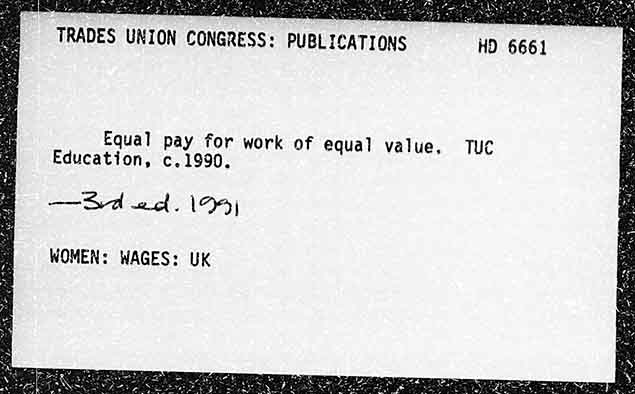 TRADES UNION CONGRESS: PUBLICATIONS HD 6661
Equal pay for work of equal value. TUC
Education, c.1990.
—3rd ed. 1991
WOMEN: WAGES: UK